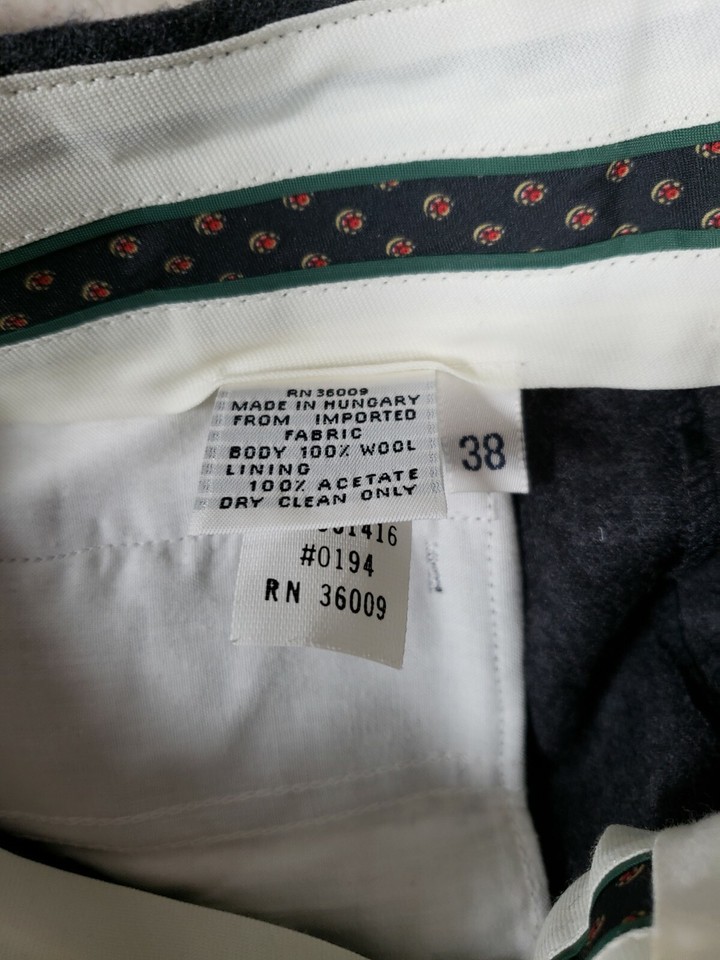 RN 36009
MADE IN HUNGARY
FROM IMPORTED
FABRIC
BODY 100% WOOL
LINING
100% ACETATE
DRY CLEAN ONLY
38
#0194
RN 36009